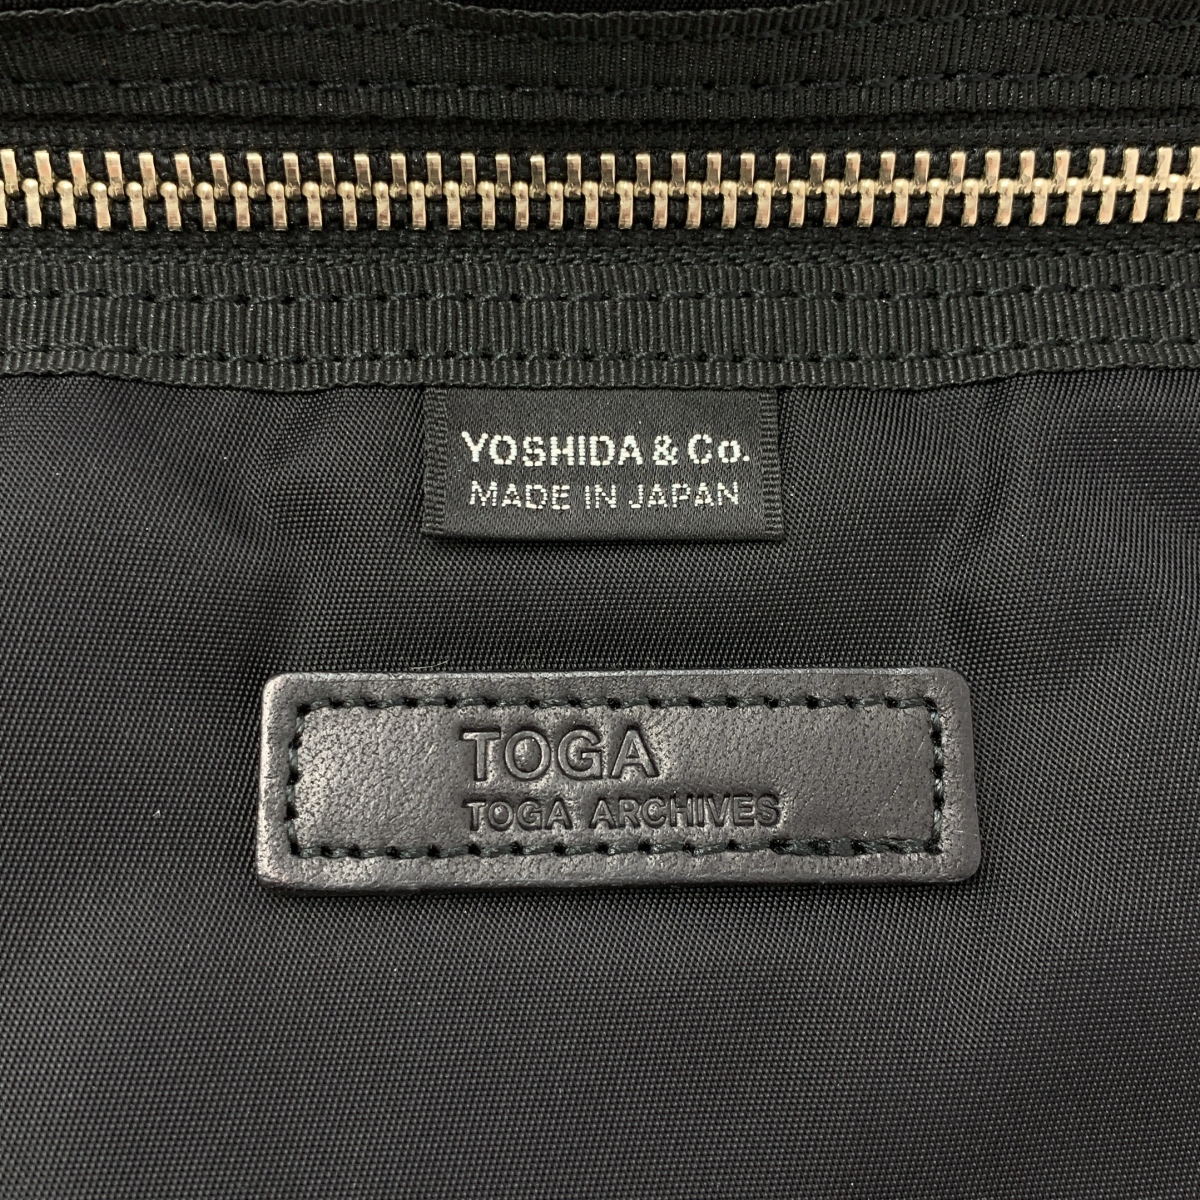 YOSHIDA & Co.
MADE IN JAPAN
TOGA
TOGA ARCHIVES